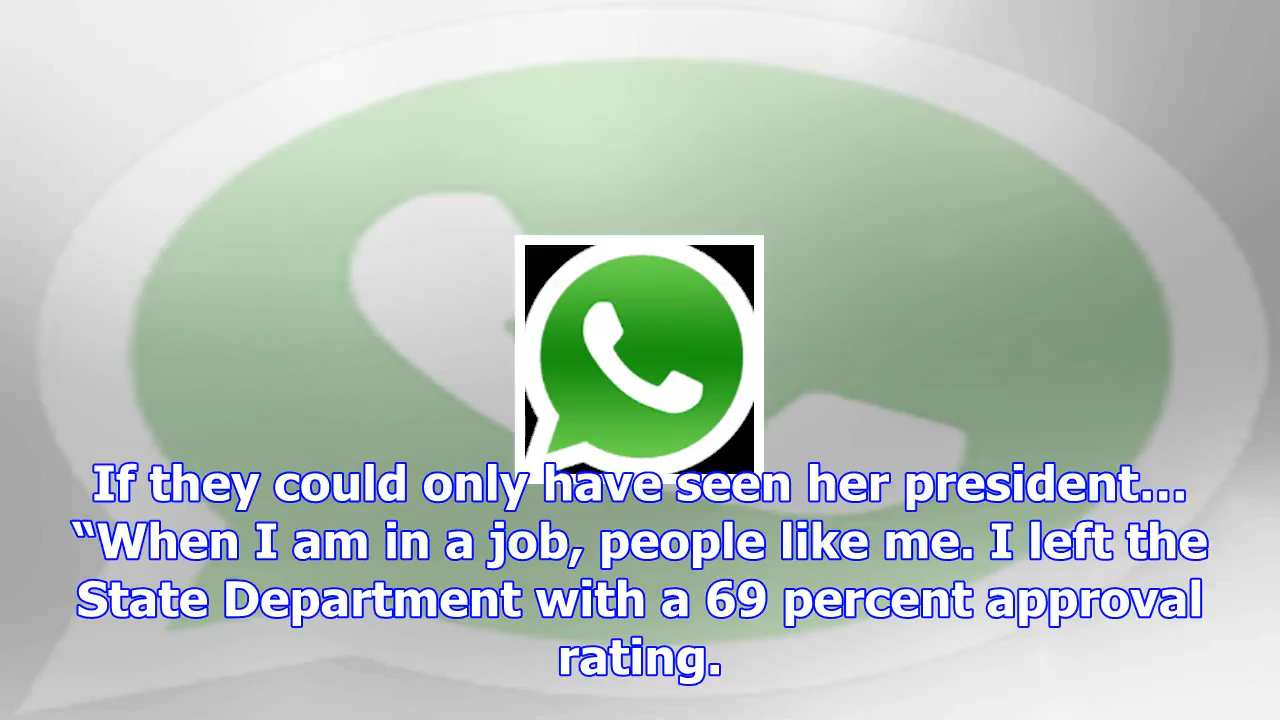 If they could only have seen her president...
“When I am in a job, people like me. I left the
State Department with a 69 percent approval
rating.